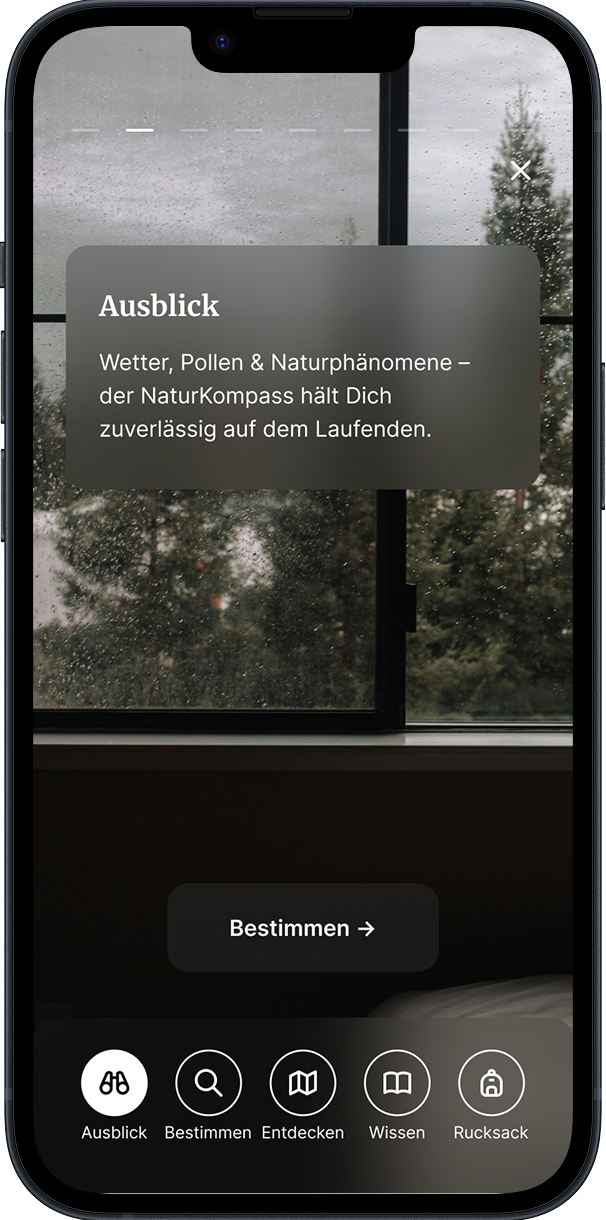 Ausblick
Wetter, Pollen & Naturphänomene –
der NaturKompass hält Dich
zuverlässig auf dem Laufenden.
Bestimmen →
Ausblick Bestimmen Entdecken Wissen Rucksack